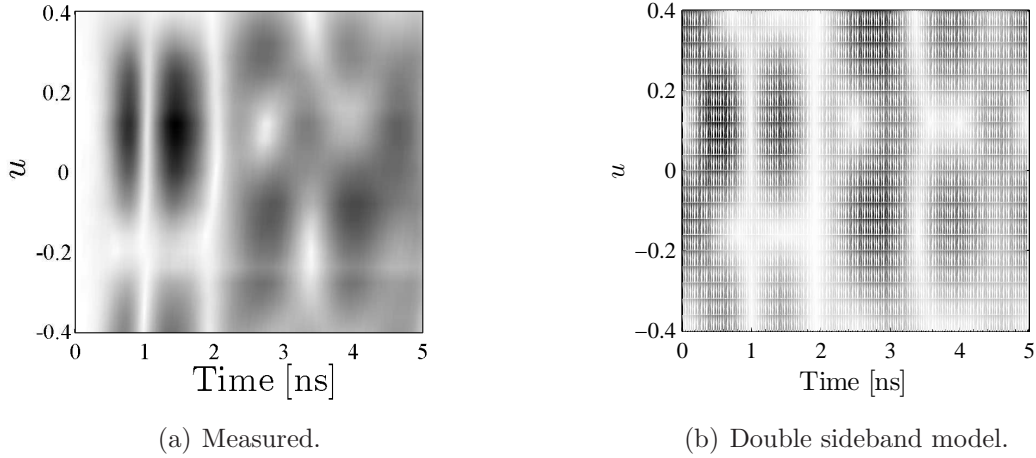 0.4
0.2
0
-0.2
-0.4
u
0 1 2 3 4 5
Time [ns]
(a) Measured.
0.4
0.2
0
−0.2
−0.4
u
0 1 2 3 4 5
Time [ns]
(b) Double sideband model.